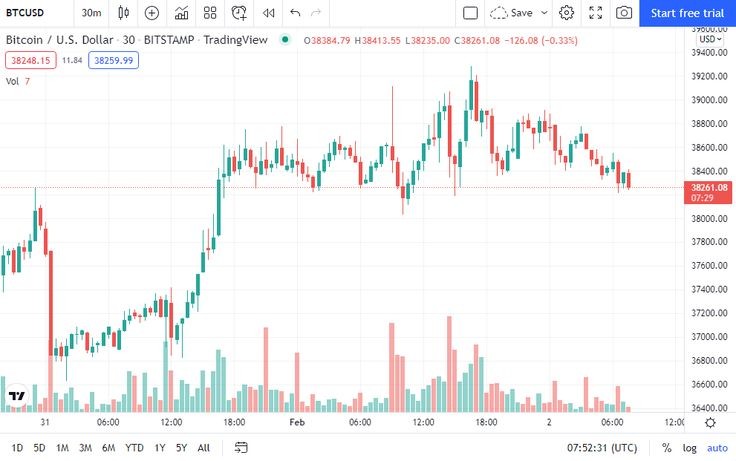 BTCUSD 30m Save Start free trial
Bitcoin / U.S. Dollar · 30 · BITSTAMP · TradingView O38384.79 H38413.55 L38235.00 C38261.08 −126.08 (−0.33%)
USD
38248.15 11.84 38259.99
Vol 7
39600.00
39400.00
39200.00
39000.00
38800.00
38600.00
38400.00
38261.08
07:29
38000.00
37800.00
37600.00
37400.00
37200.00
37000.00
36800.00
36600.00
36400.00
31 06:00 12:00 18:00 Feb 06:00 12:00 18:00 2 06:00 12:00
1D 5D 1M 3M 6M YTD 1Y 5Y All 07:52:31 (UTC) % log auto